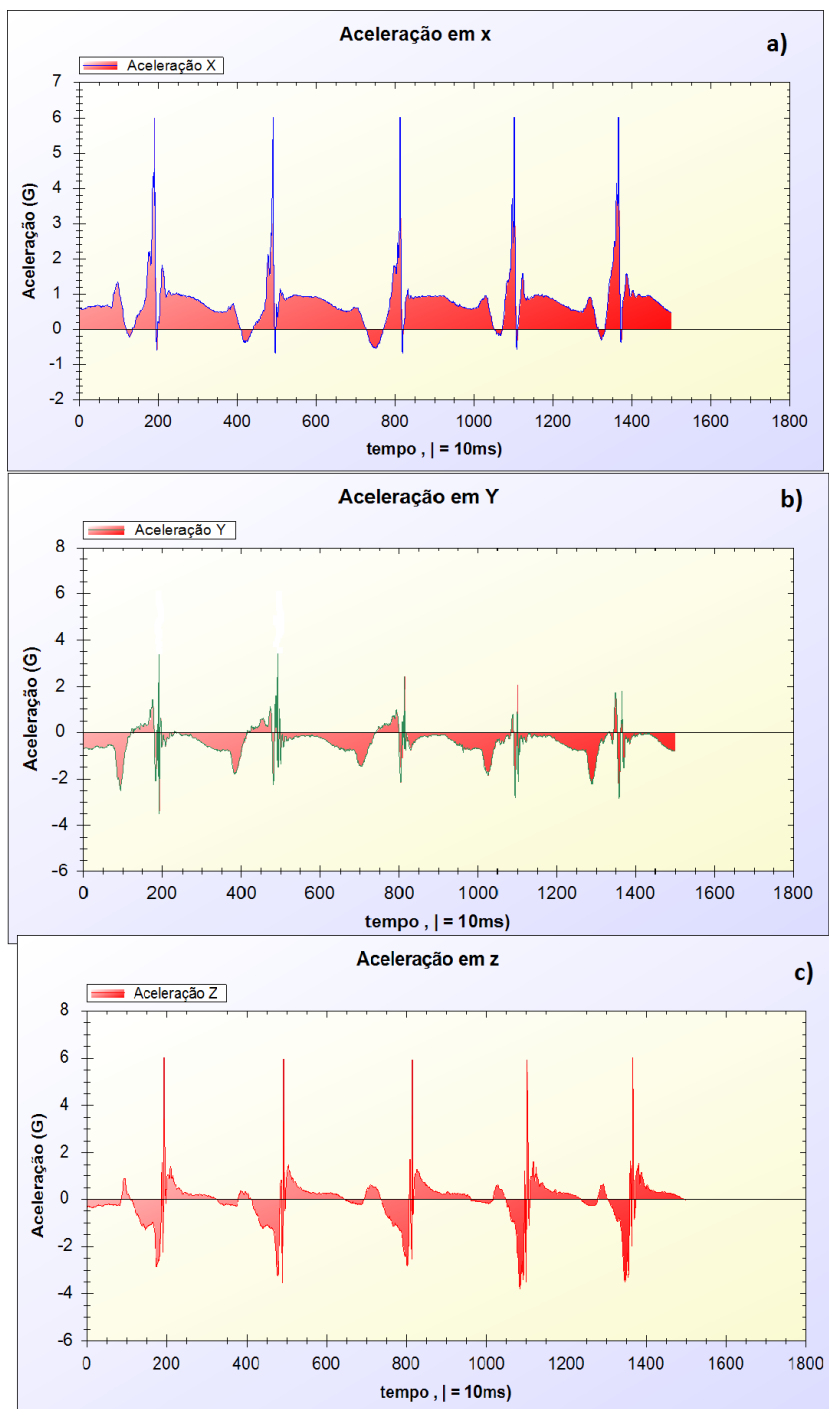 Aceleração em x
a)
Aceleração X
7
6
5
4
3
2
1
0
-1
-2
Aceleração (G)
0 200 400 600 800 1000 1200 1400 1600 1800
tempo , | = 10ms)
Aceleração em Y
b)
Aceleração Y
8
6
4
2
0
-2
-4
-6
Aceleração (G)
0 200 400 600 800 1000 1200 1400 1600 1800
tempo , | = 10ms)
Aceleração em z
c)
Aceleração Z
8
6
4
2
0
-2
-4
-6
Aceleração (G)
0 200 400 600 800 1000 1200 1400 1600 1800
tempo , | = 10ms)